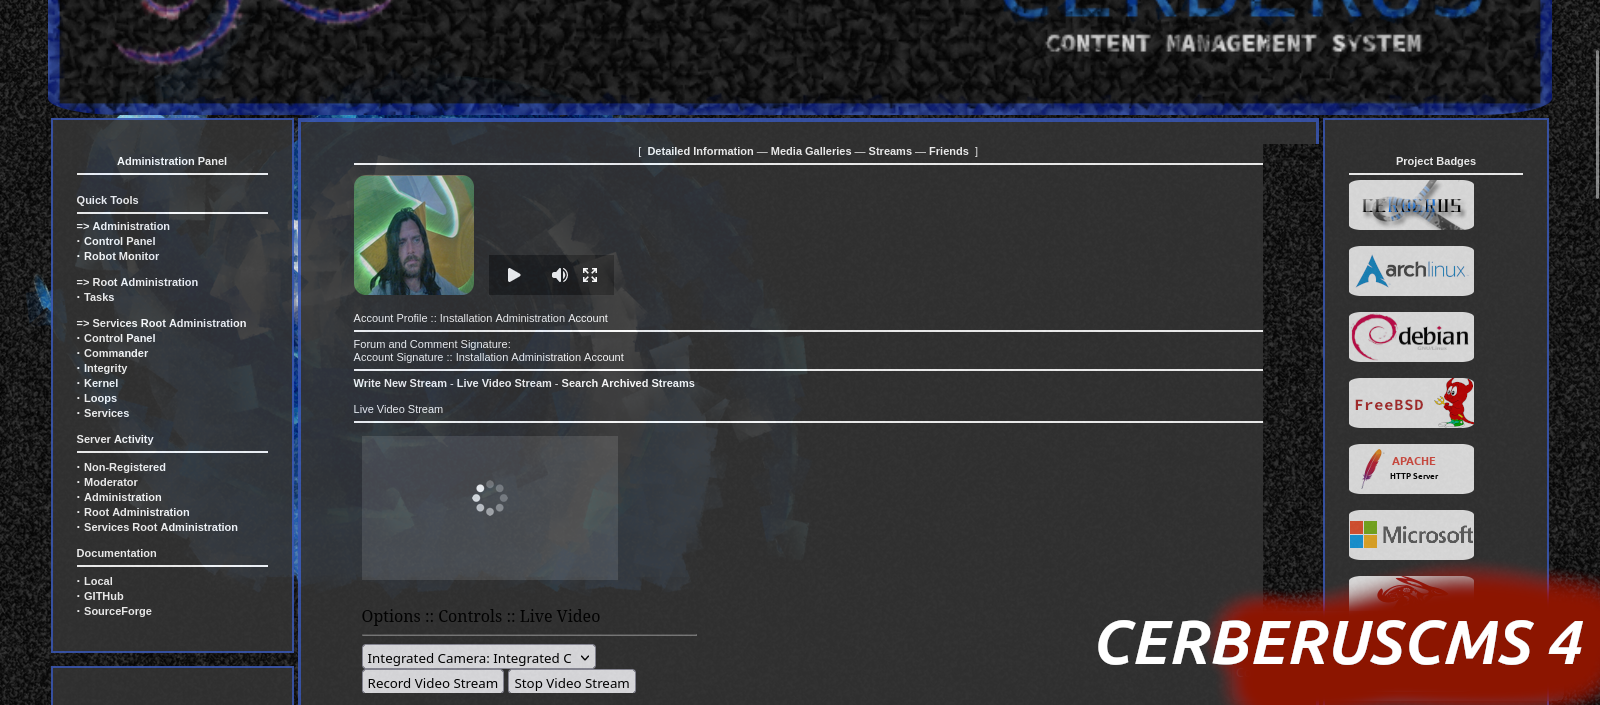 CERBERUS
CONTENT MANAGEMENT SYSTEM
Administration Panel
Quick Tools
=> Administration
· Control Panel
· Robot Monitor
=> Root Administration
· Tasks
=> Services Root Administration
· Control Panel
· Commander
· Integrity
· Kernel
· Loops
· Services
Server Activity
· Non-Registered
· Moderator
· Administration
· Root Administration
· Services Root Administration
Documentation
· Local
· GITHub
· SourceForge
[ Detailed Information — Media Galleries — Streams — Friends ]
Account Profile :: Installation Administration Account
Forum and Comment Signature:
Account Signature :: Installation Administration Account
Write New Stream - Live Video Stream - Search Archived Streams
Live Video Stream
Options :: Controls :: Live Video
Integrated Camera: Integrated C
Record Video Stream Stop Video Stream
Project Badges
CERBERUS
archlinux
debian
FreeBSD
APACHE
HTTP Server
Microsoft
CERBERUSCMS 4